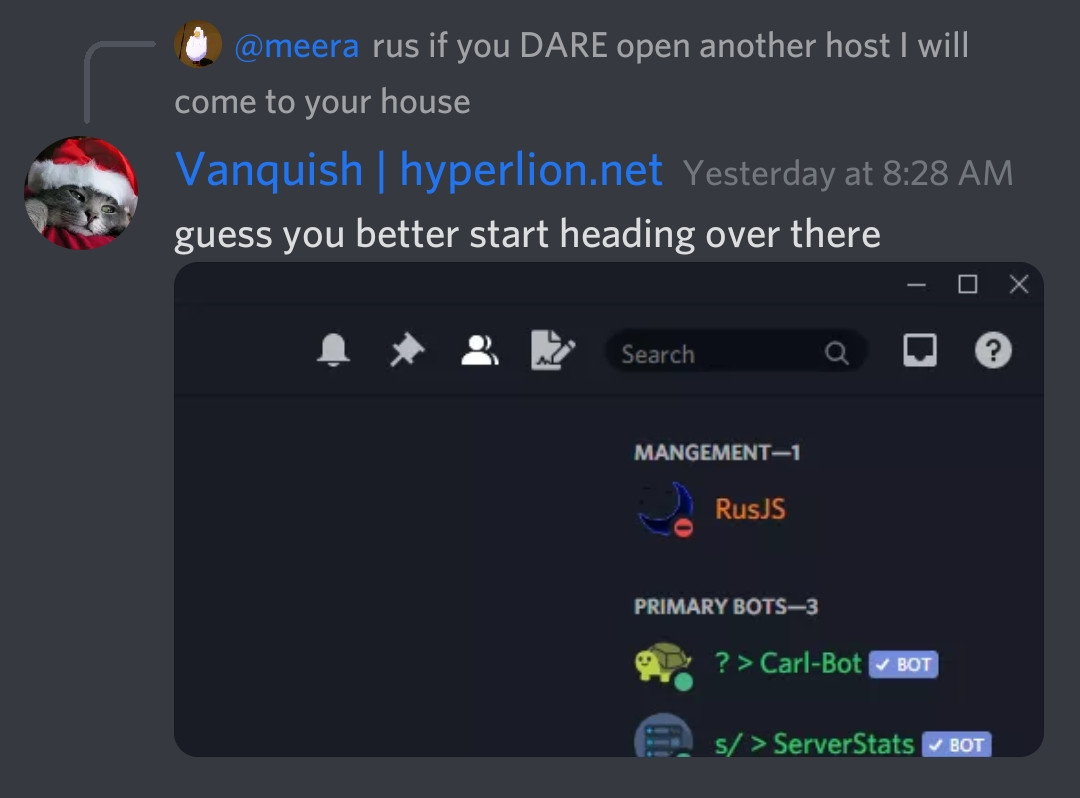 @meera rus if you DARE open another host I will
come to your house
Vanquish | hyperlion.net Yesterday at 8:28 AM
guess you better start heading over there
Search
MANGEMENT—1
RusJS
PRIMARY BOTS—3
? > Carl-Bot ✓ BOT
s/ > ServerStats ✓ BOT